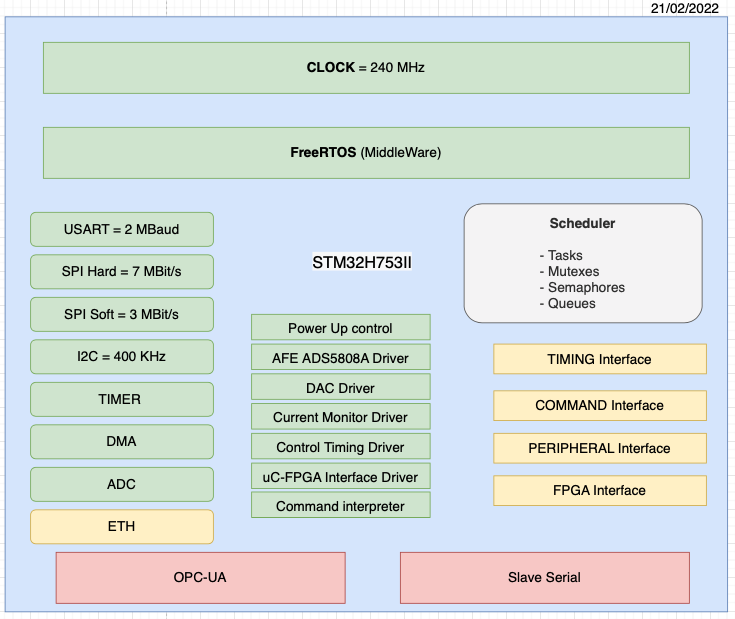 21/02/2022
CLOCK = 240 MHz
FreeRTOS (MiddleWare)
USART = 2 MBaud
SPI Hard = 7 MBit/s
SPI Soft = 3 MBit/s
I2C = 400 KHz
TIMER
DMA
ADC
ETH
STM32H753II
Power Up control
AFE ADS5808A Driver
DAC Driver
Current Monitor Driver
Control Timing Driver
uC-FPGA Interface Driver
Command interpreter
Scheduler
- Tasks
- Mutexes
- Semaphores
- Queues
TIMING Interface
COMMAND Interface
PERIPHERAL Interface
FPGA Interface
OPC-UA
Slave Serial